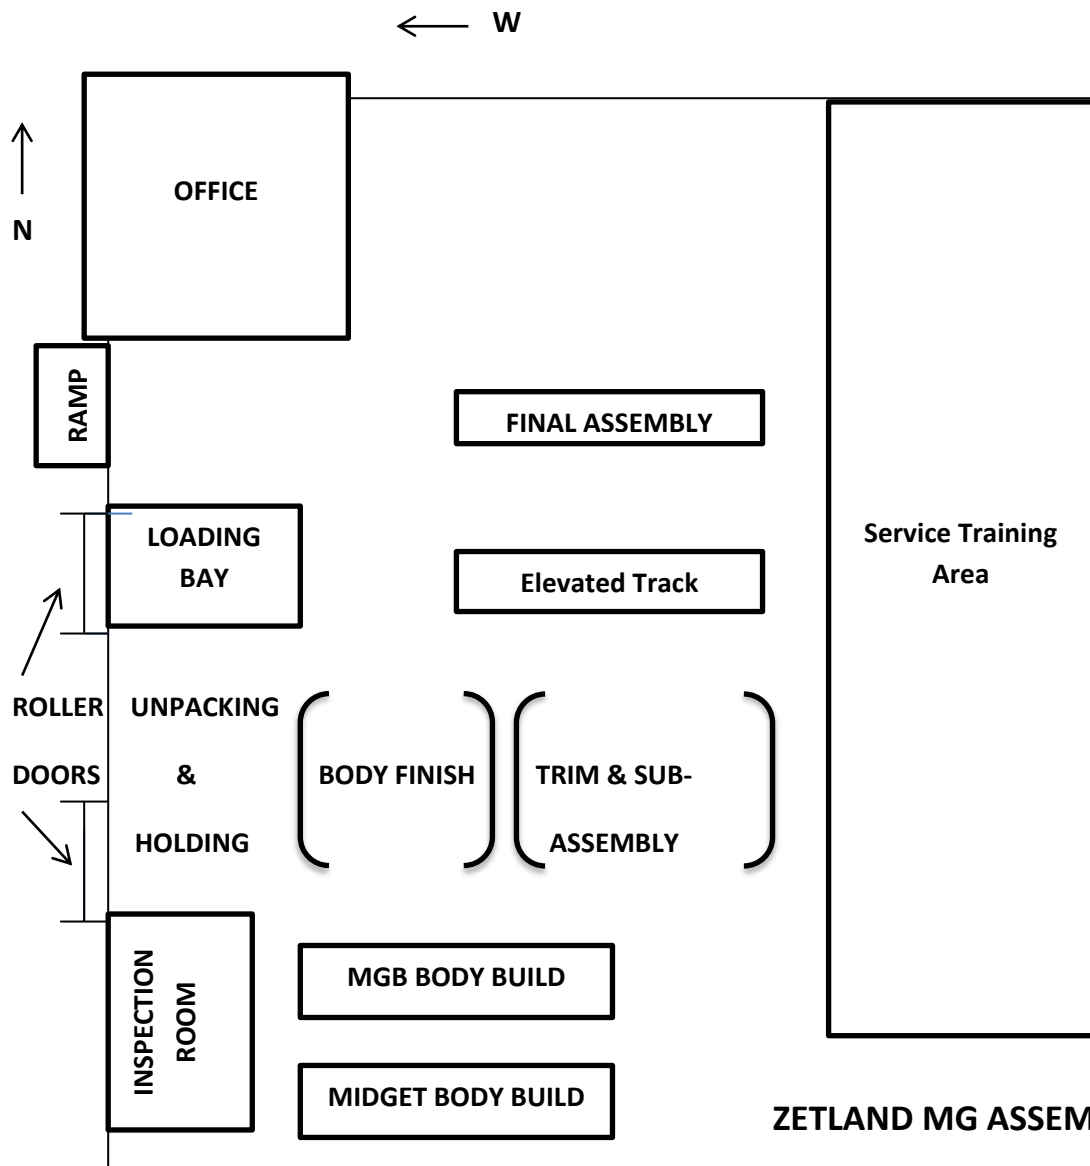 W
OFFICE
N
RAMP
FINAL ASSEMBLY
LOADING
BAY
Elevated Track
Service Training
Area
ROLLER
DOORS
UNPACKING
&
HOLDING
BODY FINISH
TRIM & SUB-
ASSEMBLY
INSPECTION
ROOM
MGB BODY BUILD
MIDGET BODY BUILD
ZETLAND MG ASSEM